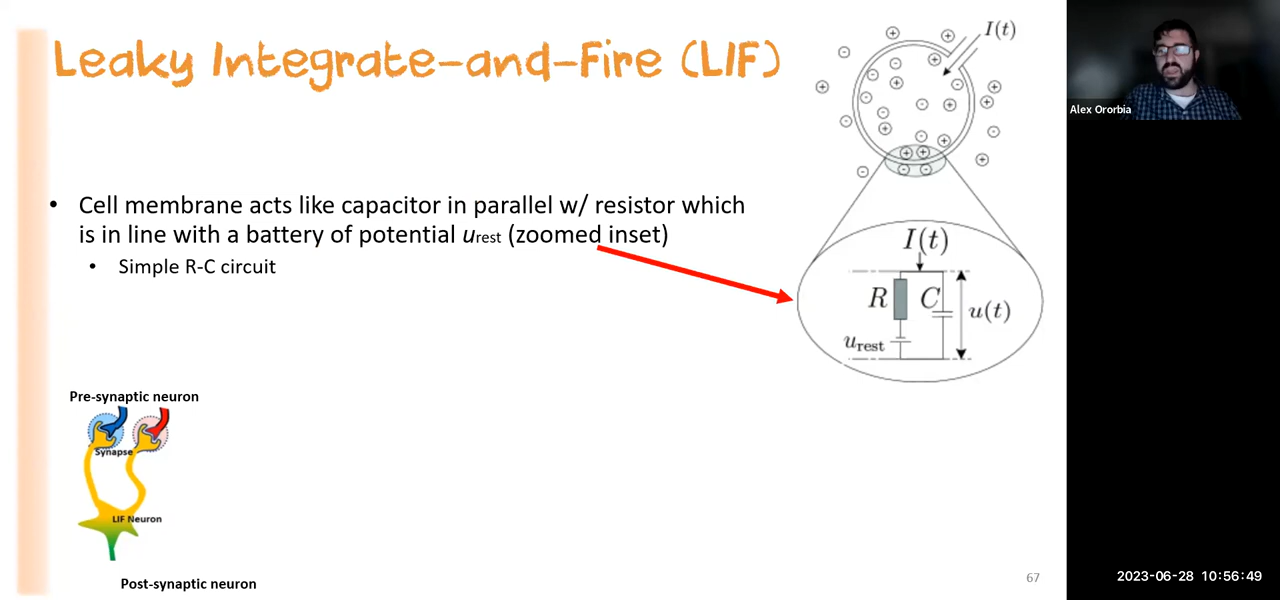 Leaky Integrate-and-Fire (LIF)
I(t)
Alex Ororbia
• Cell membrane acts like capacitor in parallel w/ resistor which
is in line with a battery of potential urest (zoomed inset)
• Simple R-C circuit
I(t)
R
C
u(t)
urest
Pre-synaptic neuron
Synapse
LIF Neuron
Post-synaptic neuron
67
2023-06-28 10:56:49